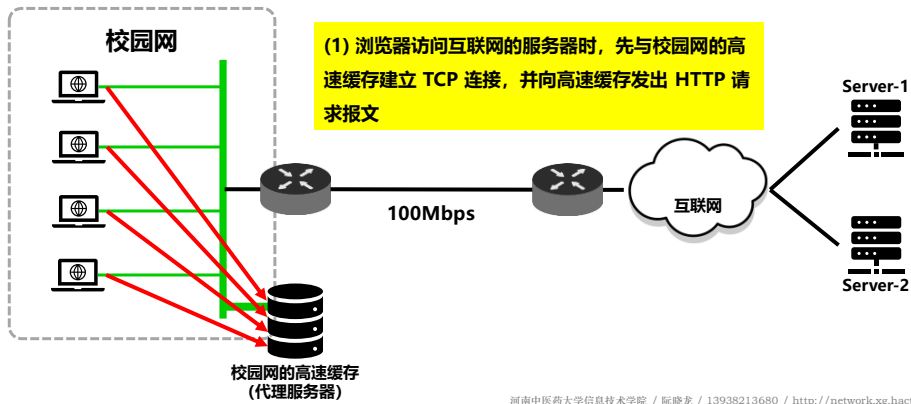 校园网
(1) 浏览器访问互联网的服务器时，先与校园网的高
速缓存建立 TCP 连接，并向高速缓存发出 HTTP 请
求报文
Server-1
互联网
100Mbps
Server-2
校园网的高速缓存
(代理服务器)
河南中医药大学信息技术学院 / 阮晓龙 / 13938213680 / http://network.xg.hact